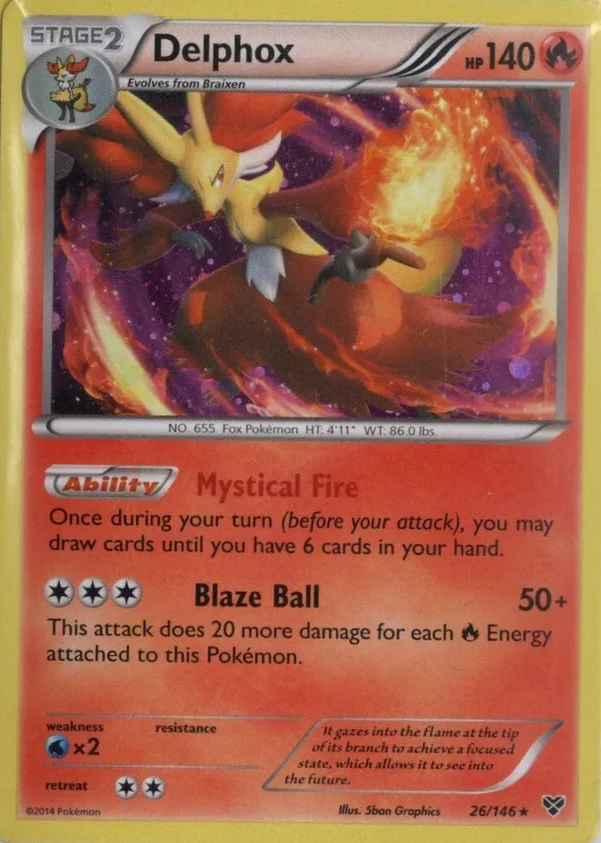 STAGE2
Delphox
HP 140
Evolves from Braixen
NO. 655 Fox Pokémon HT: 4'11" WT: 86.0 lbs.
Ability Mystical Fire
Once during your turn (before your attack), you may
draw cards until you have 6 cards in your hand.
Blaze Ball 50+
This attack does 20 more damage for each Energy
attached to this Pokémon.
weakness resistance
×2
retreat
It gazes into the flame at the tip
of its branch to achieve a focused
state, which allows it to see into
the future.
©2014 Pokémon
Illus. 5ban Graphics
26/146 ★